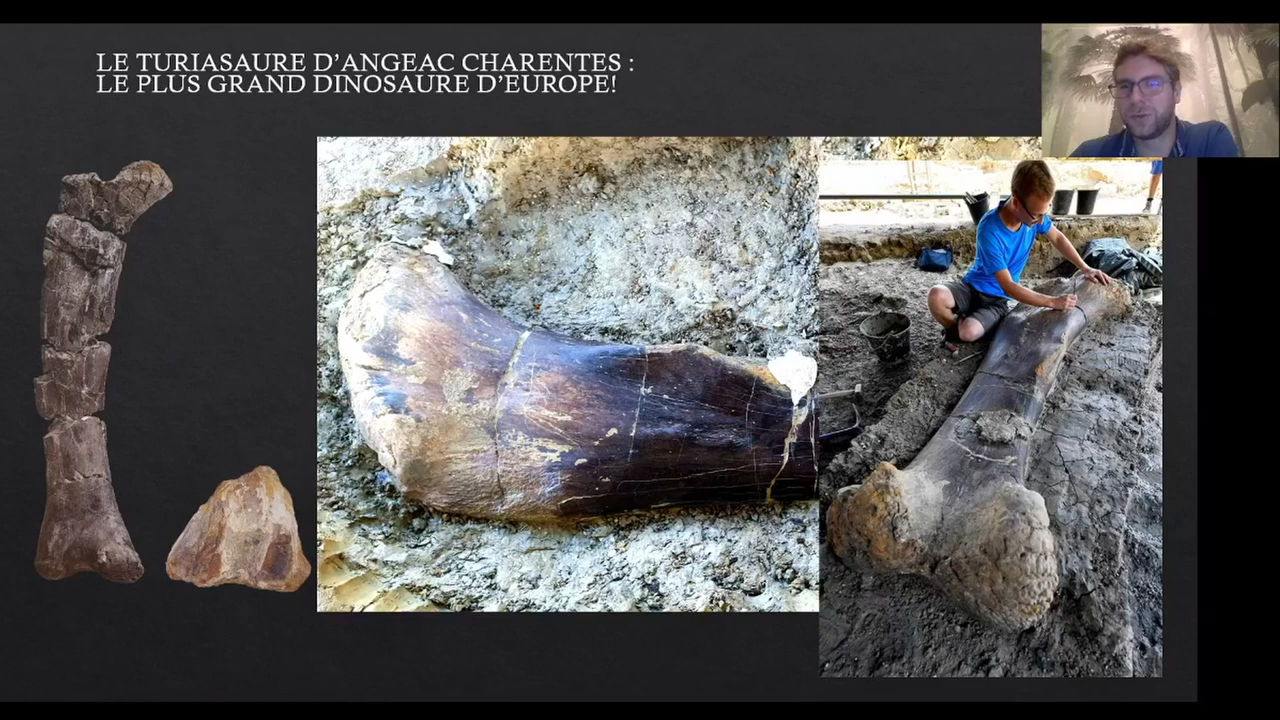 LE TURIASAURE D’ANGEAC CHARENTES :
LE PLUS GRAND DINOSAURE D’EUROPE!